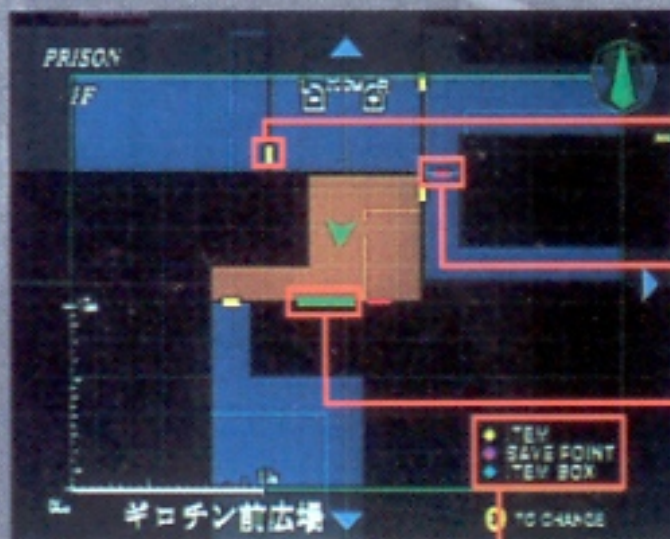 PRISON
1F
ITEM
SAVE POINT
ITEM BOX
ギロチン前広場
TO CHANGE